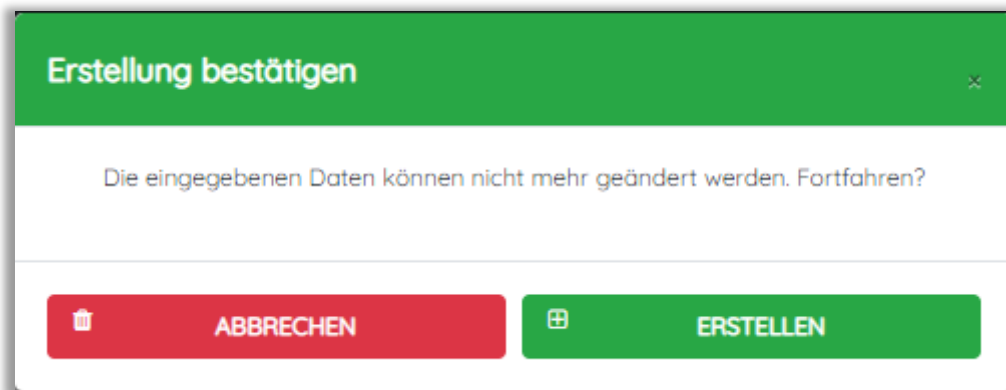 Erstellung bestätigen
×
Die eingegebenen Daten können nicht mehr geändert werden. Fortfahren?
ABBRECHEN
ERSTELLEN